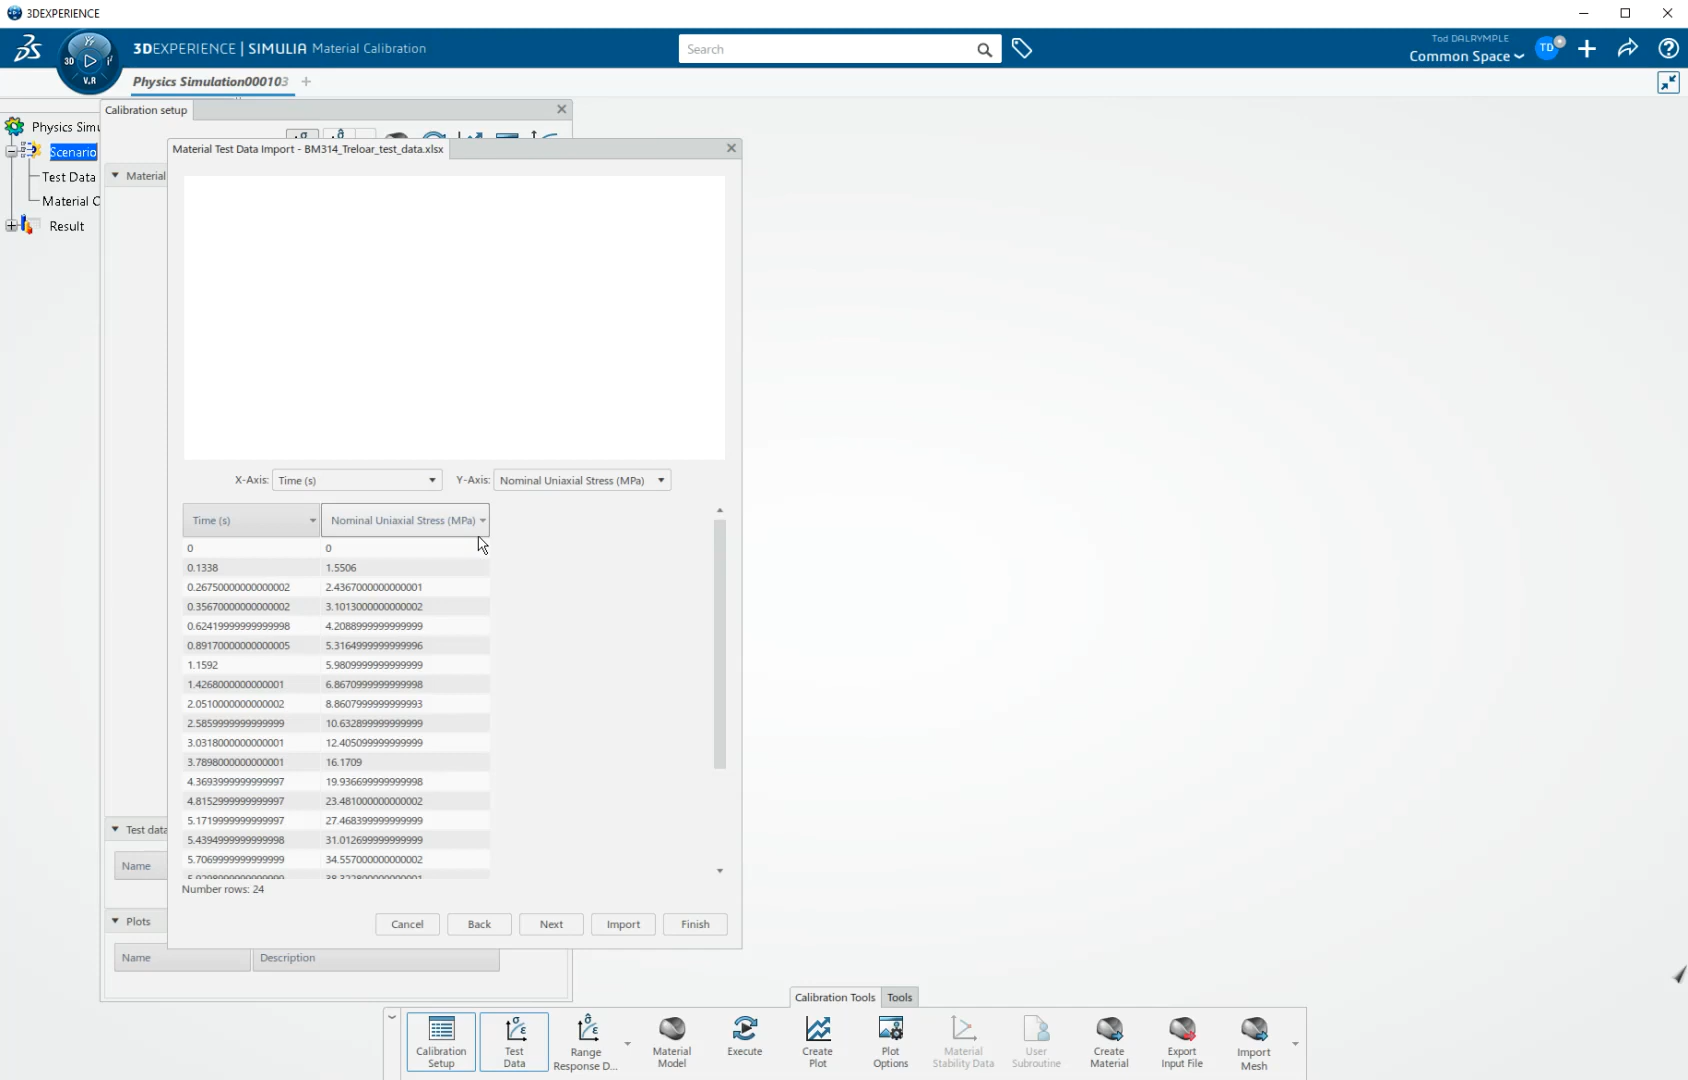 3DEXPERIENCE
3DEXPERIENCE | SIMULIA Material Calibration
Search
Tod DALRYMPLE
Common Space
TD
3D
V.R
Physics Simulation000103
Calibration setup
Physics Simu
Scenario
Test Data
Material C
Result
Material
Material Test Data Import - BM314_Treloar_test_data.xlsx
X-Axis: Time (s) Y-Axis: Nominal Uniaxial Stress (MPa)
Time (s) Nominal Uniaxial Stress (MPa)
0 0
0.1338 1.5506
0.26750000000000002 2.4367000000000001
0.35670000000000002 3.1013000000000002
0.62419999999999998 4.2088999999999999
0.89170000000000005 5.3164999999999996
1.1592 5.9809999999999999
1.4268000000000001 6.8670999999999998
2.0510000000000002 8.8607999999999993
2.5859999999999999 10.632899999999999
3.0318000000000001 12.405099999999999
3.7898000000000001 16.1709
4.3693999999999997 19.936699999999998
4.8152999999999997 23.481000000000002
5.1719999999999997 27.468399999999999
5.4394999999999998 31.012699999999999
5.7069999999999999 34.557000000000002
5.9298099999999999 38.322800000000001
Number rows: 24
Cancel Back Next Import Finish
Test data
Name
Plots
Name Description
Calibration Tools Tools
Calibration Setup
Test Data
Range Response D...
Material Model
Execute
Create Plot
Plot Options
Material Stability Data
User Subroutine
Create Material
Export Input File
Import Mesh